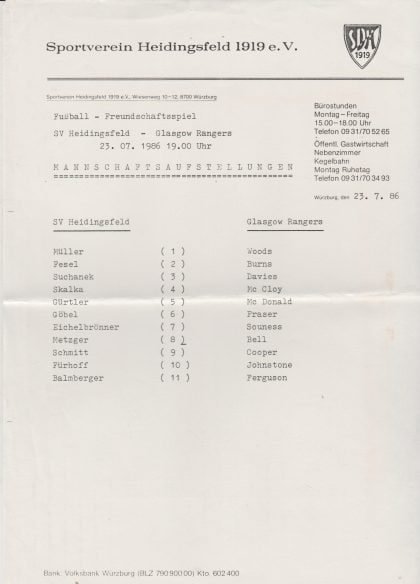 Sportverein Heidingsfeld 1919 e.V.
SVH
1919
Sportverein Heidingsfeld 1919 e.V., Wiesenweg 10-12, 8700 Würzburg
Bürostunden
Montag – Freitag
15.00 – 18.00 Uhr
Telefon 09 31/70 52 65
Öffentl. Gastwirtschaft
Nebenzimmer
Kegelbahn
Montag Ruhetag
Telefon 09 31/70 34 93
Fußball - Freundschaftsspiel
SV Heidingsfeld - Glasgow Rangers
23. 07. 1986 19.00 Uhr
M A N N S C H A F T S A U F S T E L L U N G E N
Würzburg, den 23. 7. 86
SV Heidingsfeld Glasgow Rangers
Müller ( 1 ) Woods
Fesel ( 2 ) Burns
Suchanek ( 3 ) Davies
Skalka ( 4 ) Mc Cloy
Gürtler ( 5 ) Mc Donald
Göbel ( 6 ) Fraser
Eichelbrönner ( 7 ) Souness
Metzger ( 8 ) Bell
Schmitt ( 9 ) Cooper
Fürhoff ( 10 ) Johnstone
Balmberger ( 11 ) Ferguson
Bank: Volksbank Würzburg (BLZ 790 900 00) Kto. 602 400